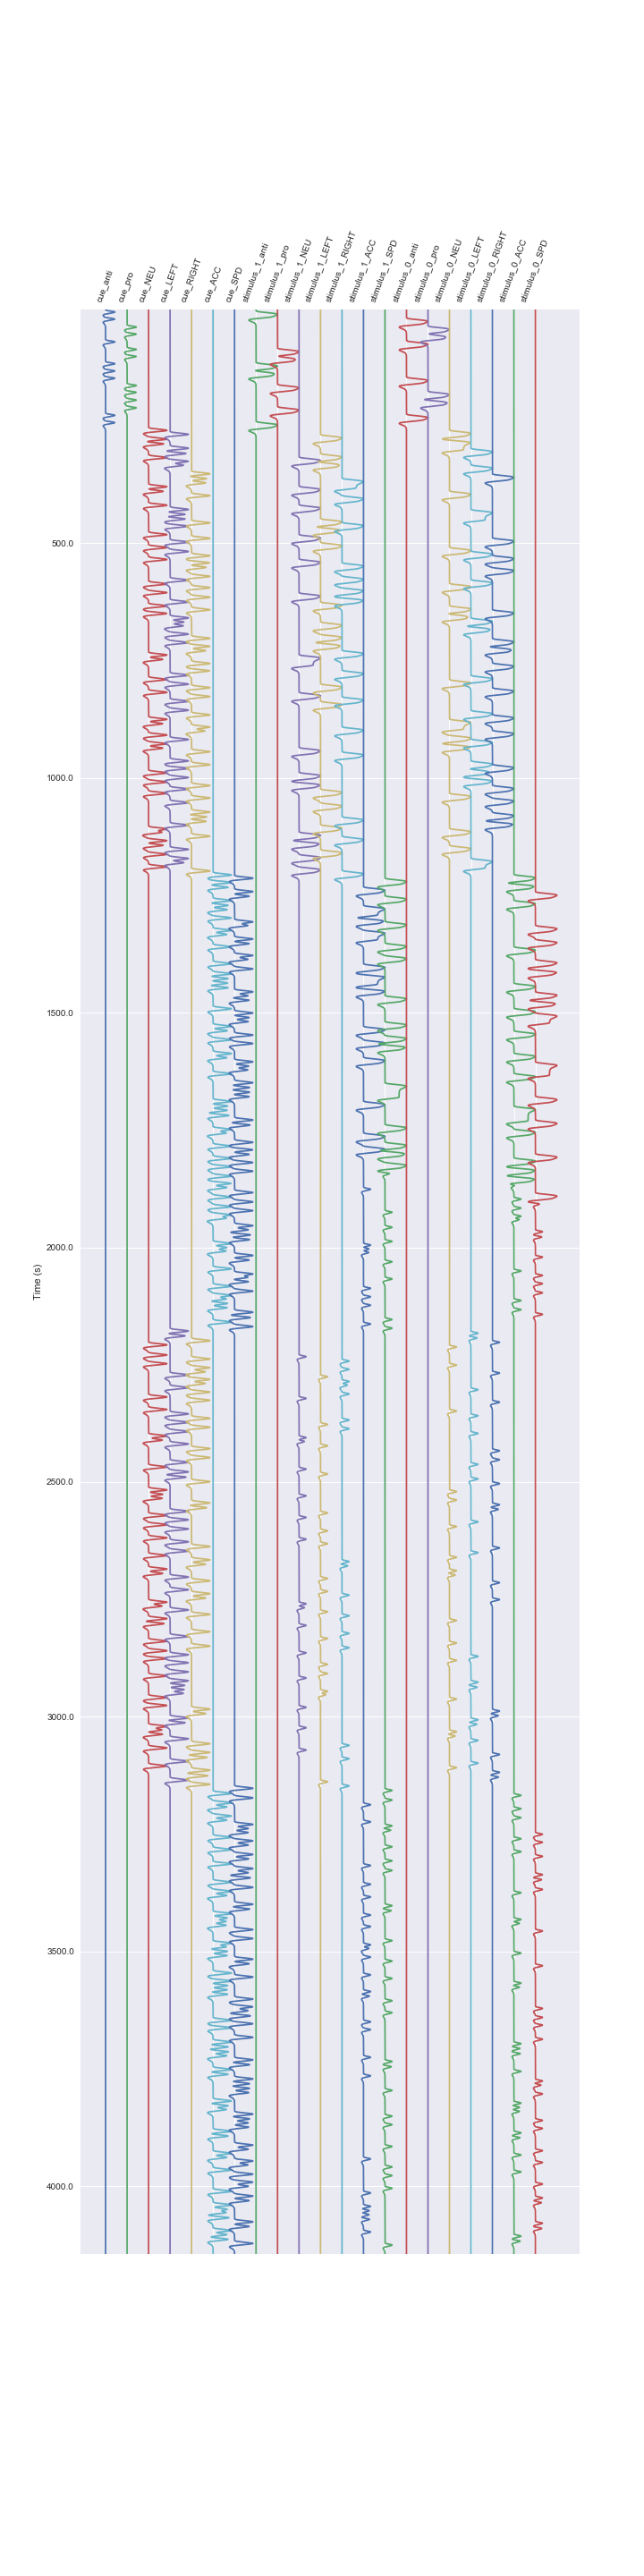 cue_anti
cue_pro
cue_NEU
cue_LEFT
cue_RIGHT
cue_ACC
cue_SPD
stimulus_1_anti
stimulus_1_pro
stimulus_1_NEU
stimulus_1_LEFT
stimulus_1_RIGHT
stimulus_1_ACC
stimulus_1_SPD
stimulus_0_anti
stimulus_0_pro
stimulus_0_NEU
stimulus_0_LEFT
stimulus_0_RIGHT
stimulus_0_ACC
stimulus_0_SPD
500.0
1000.0
1500.0
2000.0
Time (s)
2500.0
3000.0
3500.0
4000.0